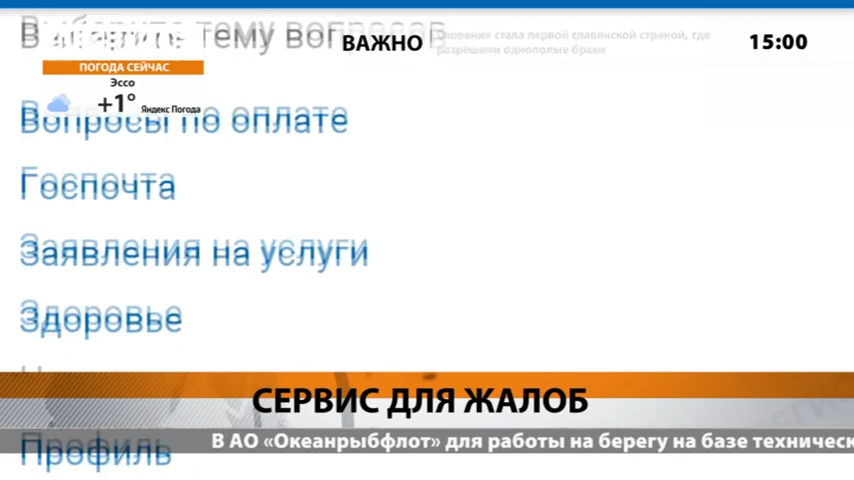 Выберите тему вопросов
ВАЖНО
Словения стала первой славянской страной, где
разрешили однополые браки
15:00
ПОГОДА СЕЙЧАС
Эссо
+1°
Яндекс Погода
Вопросы по оплате
Госпочта
Заявления на услуги
Здоровье
СЕРВИС ДЛЯ ЖАЛОБ
В АО «Океанрыбфлот» для работы на берегу на базе
Профиль